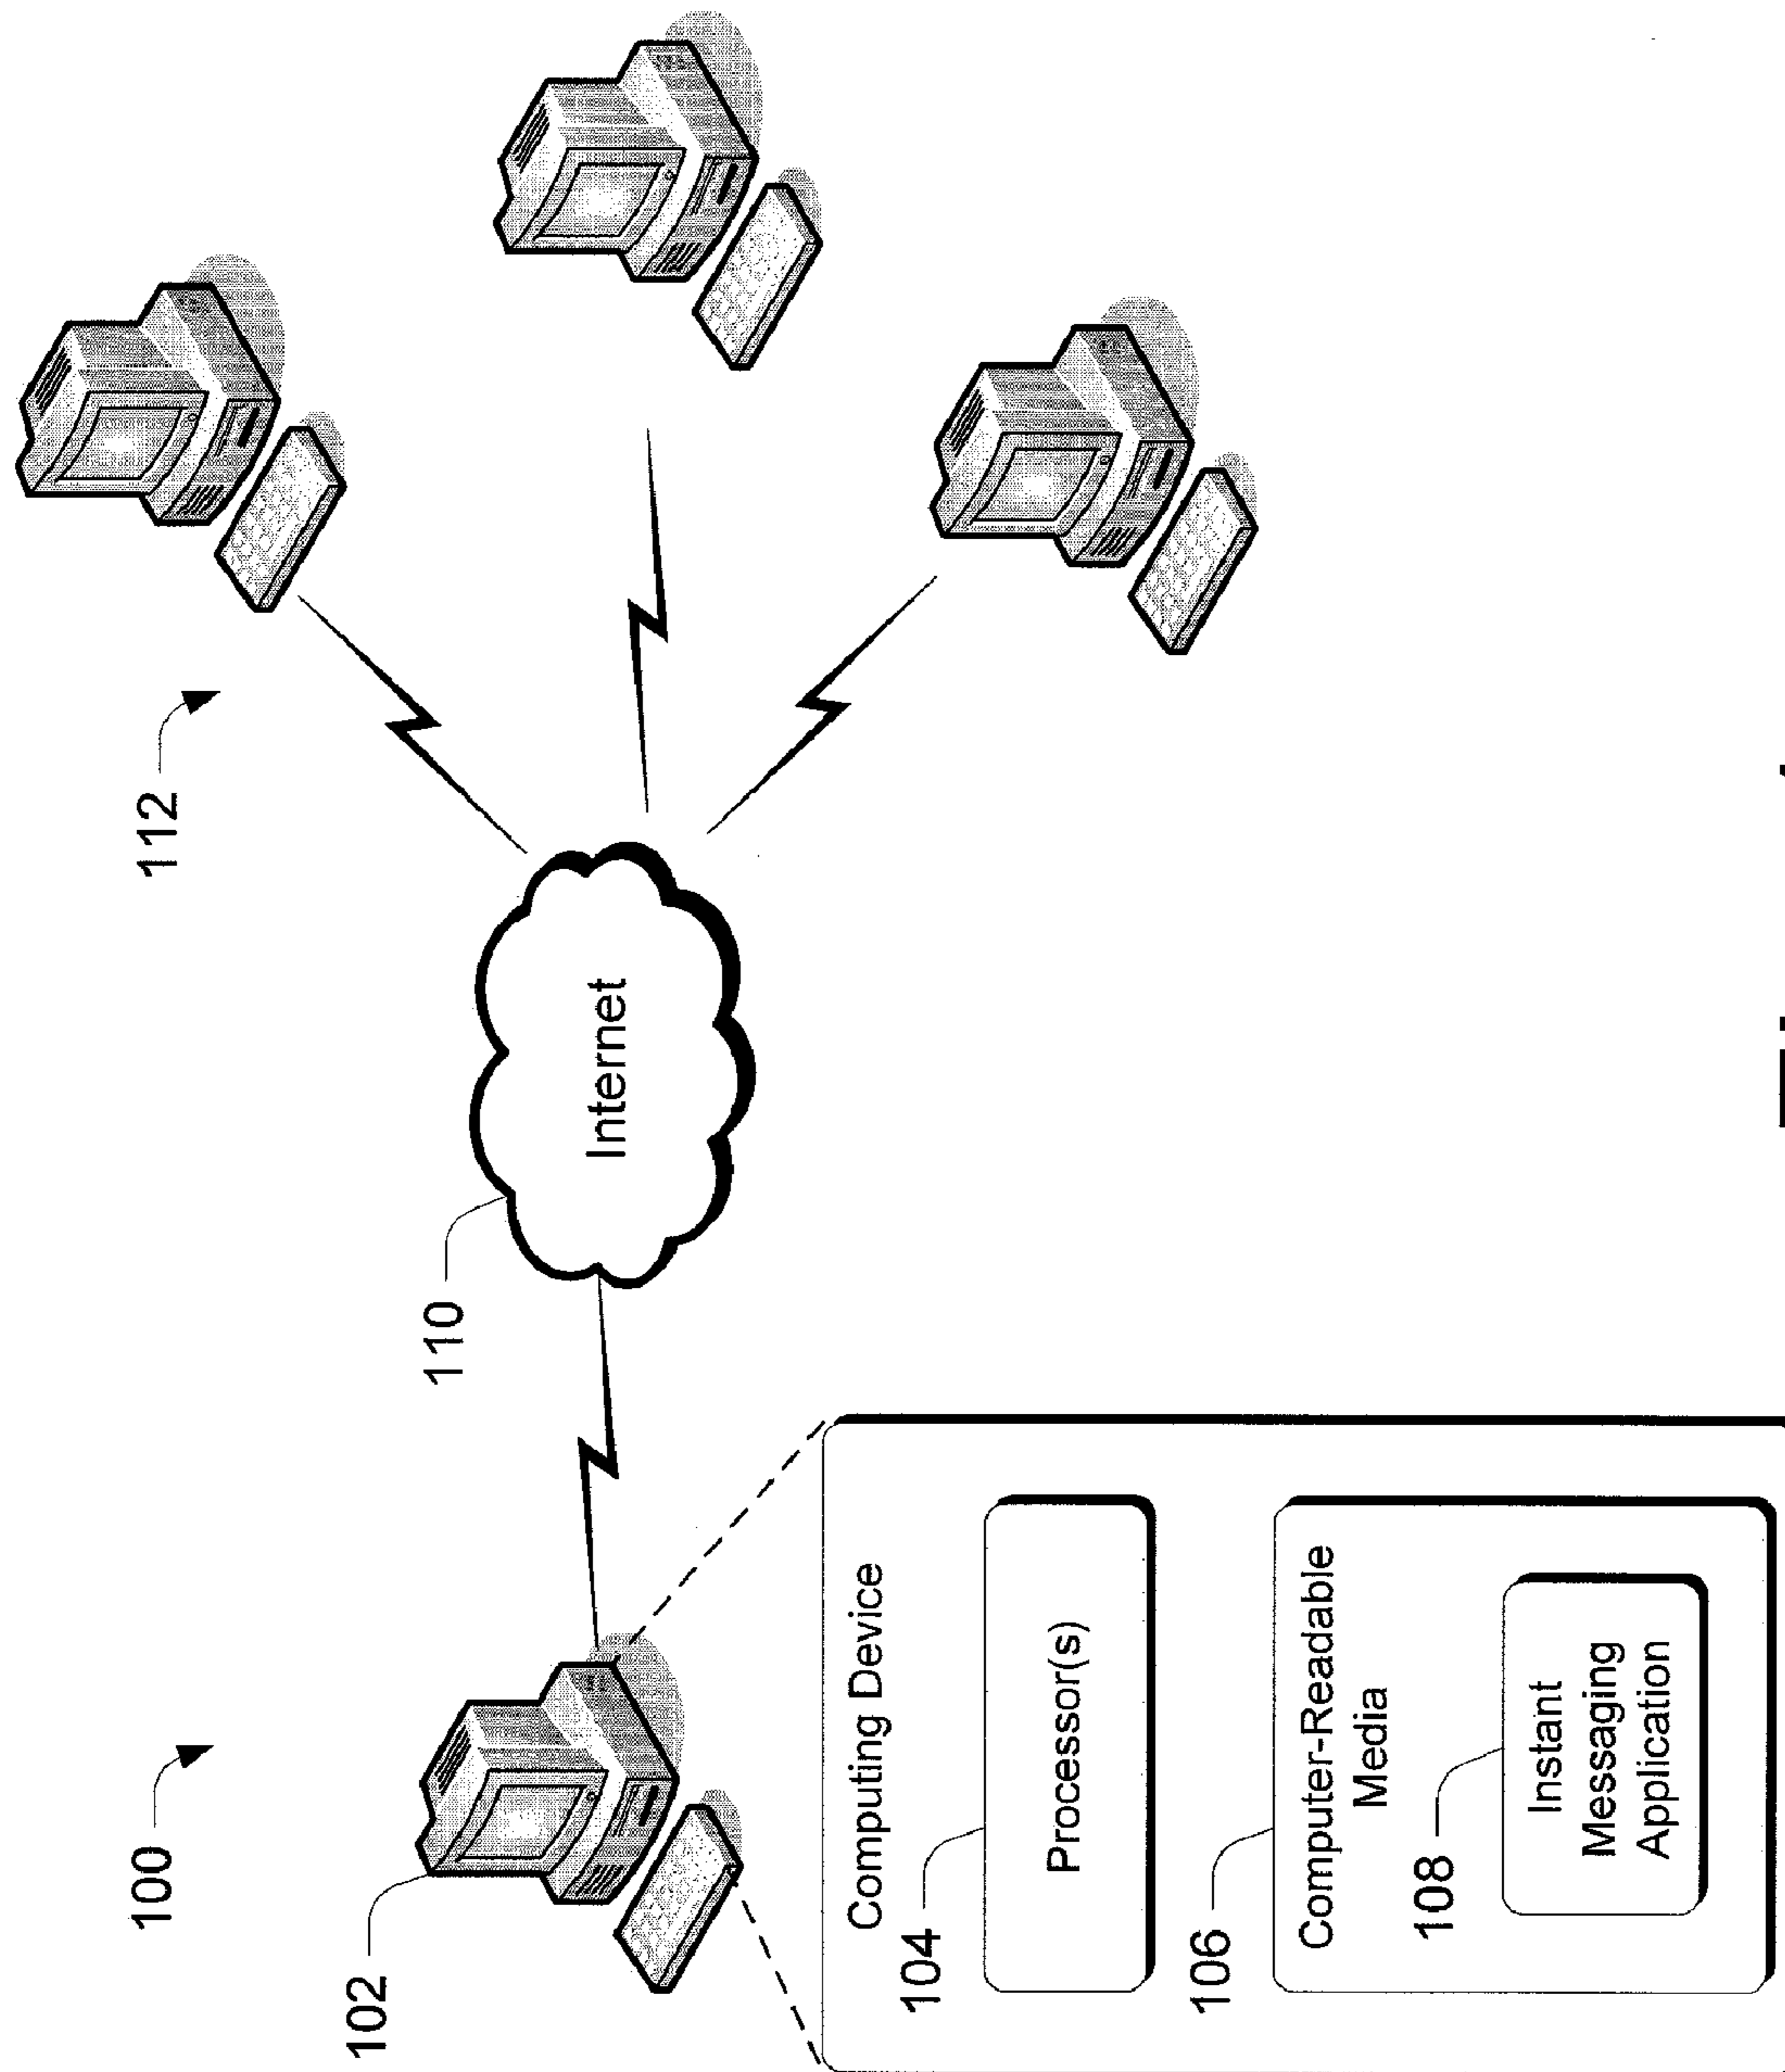 100
112
102
110
Internet
Computing Device
104
Processor(s)
106
Computer-Readable
Media
108
Instant
Messaging
Application